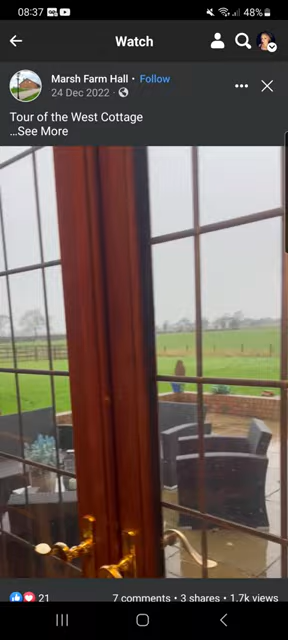 08:37
48%
Watch
Marsh Farm Hall • Follow
24 Dec 2022 •
Tour of the West Cottage
...See More
21
7 comments • 3 shares • 1.7k views